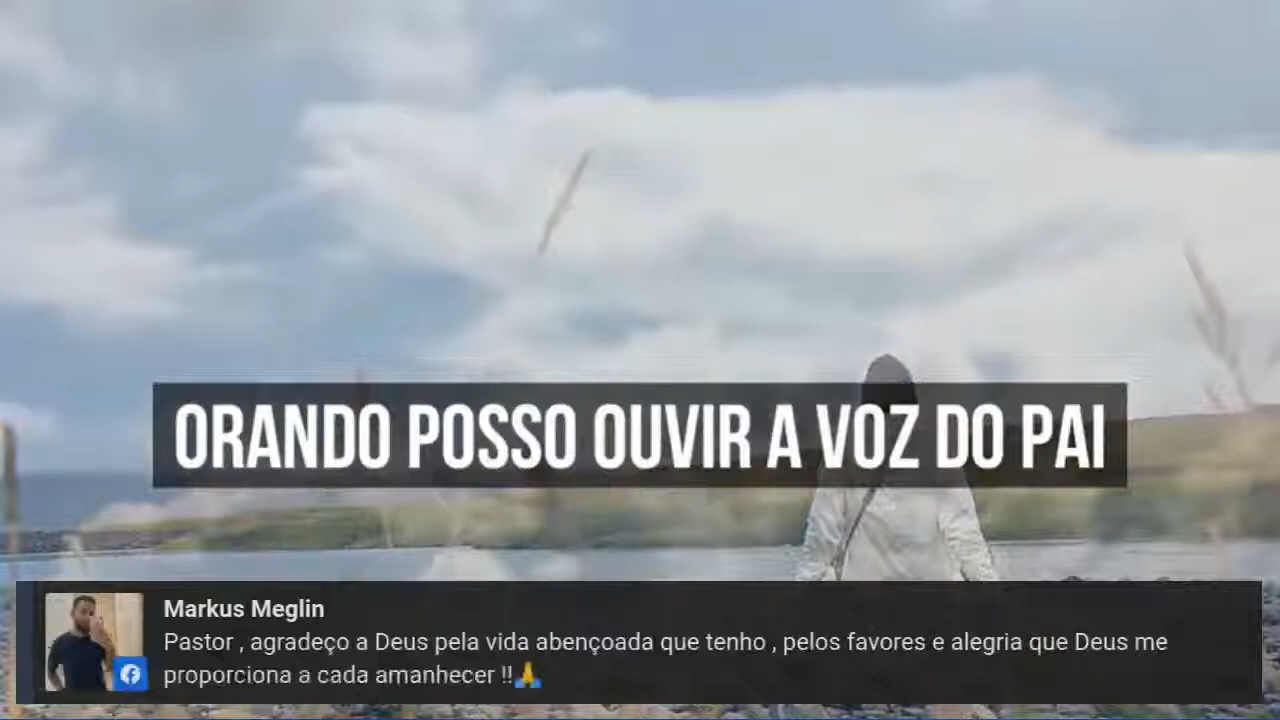 ORANDO POSSO OUVIR A VOZ DO PAI
Markus Meglin
Pastor , agradeço a Deus pela vida abençoada que tenho , pelos favores e alegria que Deus me
proporciona a cada amanhecer !!🙏